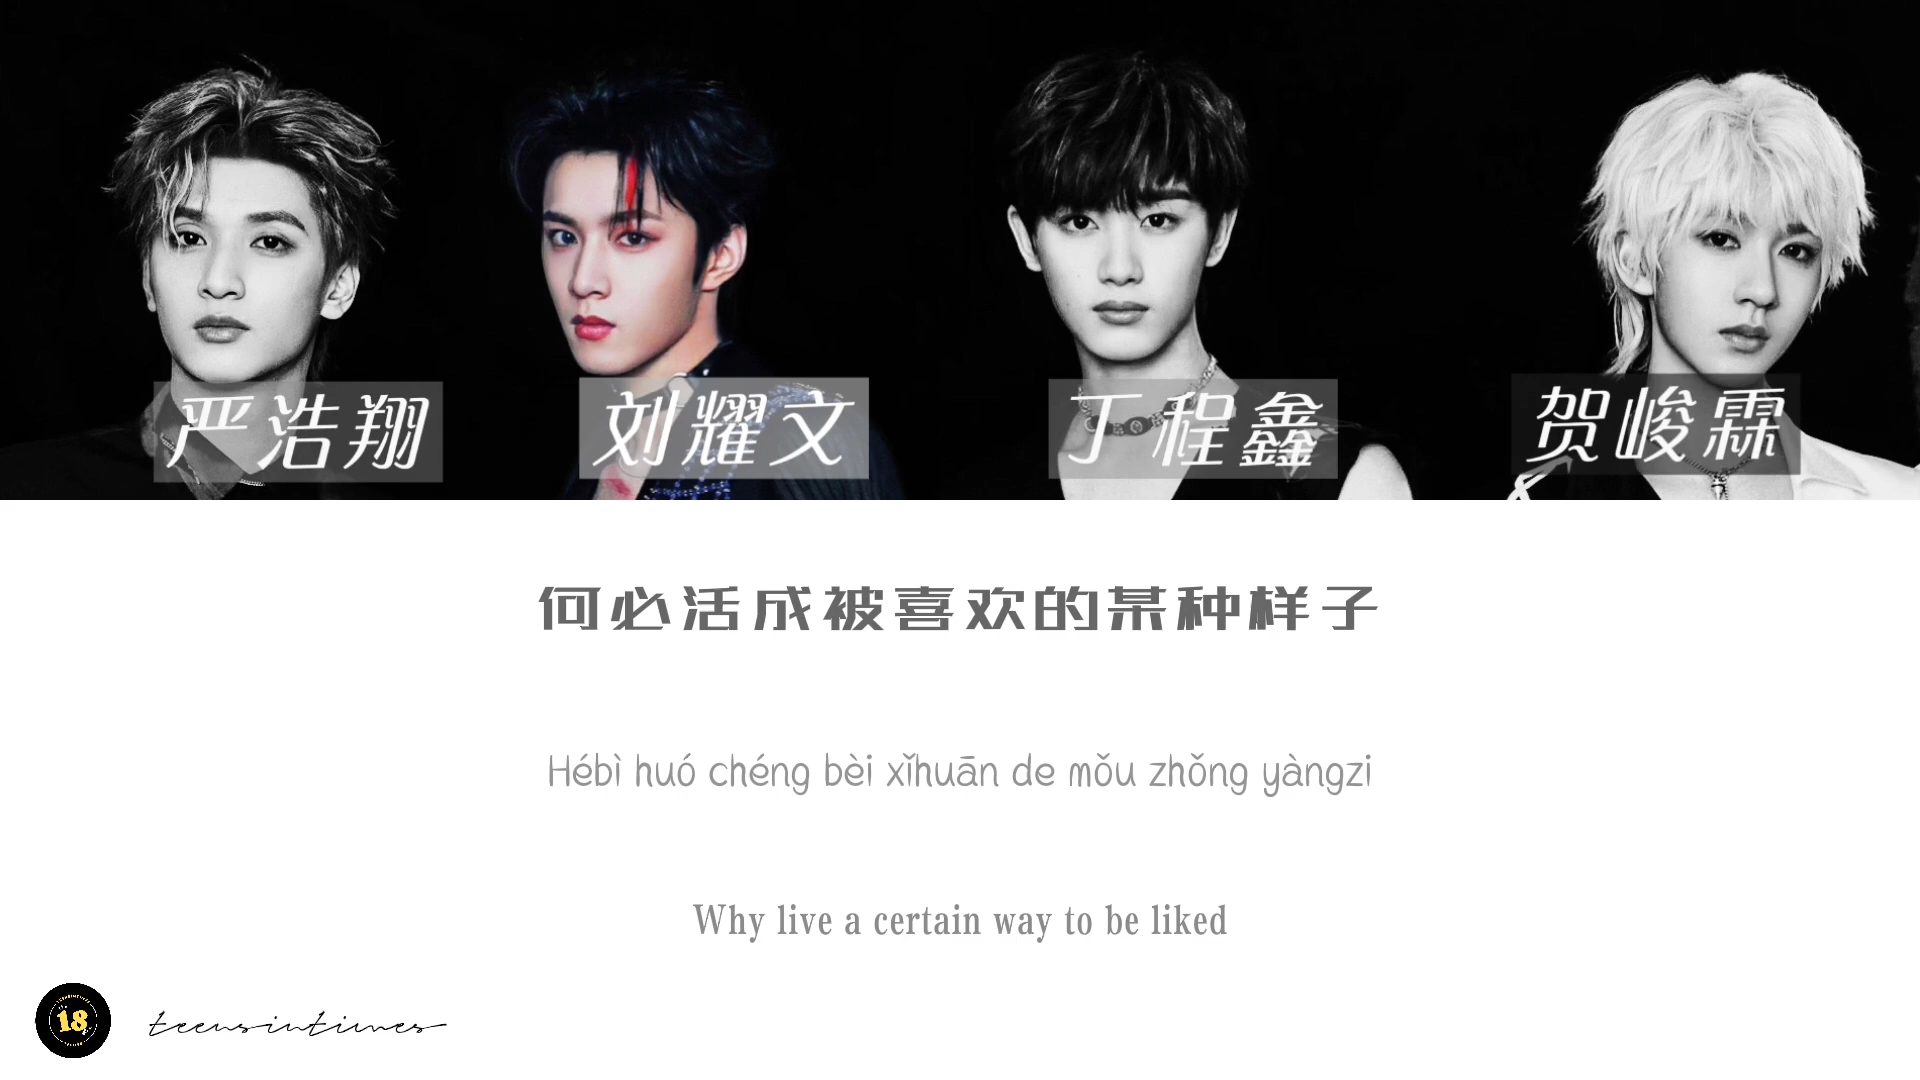 严浩翔
刘耀文
丁程鑫
贺峻霖
何必活成被喜欢的某种样子
Hébì huó chéng bèi xǐhuān de mǒu zhǒng yàngzi
Why live a certain way to be liked
18
teensintimes